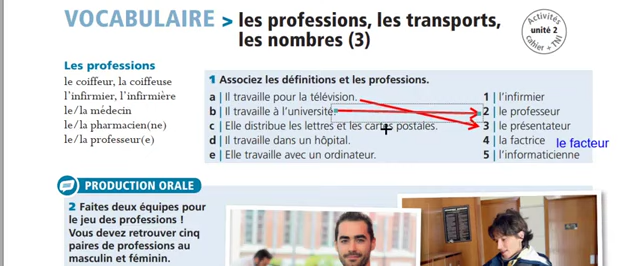 VOCABULAIRE > les professions, les transports,
les nombres (3)
Activités
unité 2
cahier + TNI
Les professions
le coiffeur, la coiffeuse
l'infirmier, l'infirmière
le/la médecin
le/la pharmacien(ne)
le/la professeur(e)
1 Associez les définitions et les professions.
a | Il travaille pour la télévision.
b | Il travaille à l'université.
c | Elle distribue les lettres et les cartes postales.
d | Il travaille dans un hôpital.
e | Elle travaille avec un ordinateur.
1 | l'infirmier
2 | le professeur
3 | le présentateur
4 | la factrice
le facteur
5 | l'informaticienne
PRODUCTION ORALE
2 Faites deux équipes pour
le jeu des professions !
Vous devez retrouver cinq
paires de professions au
masculin et féminin.